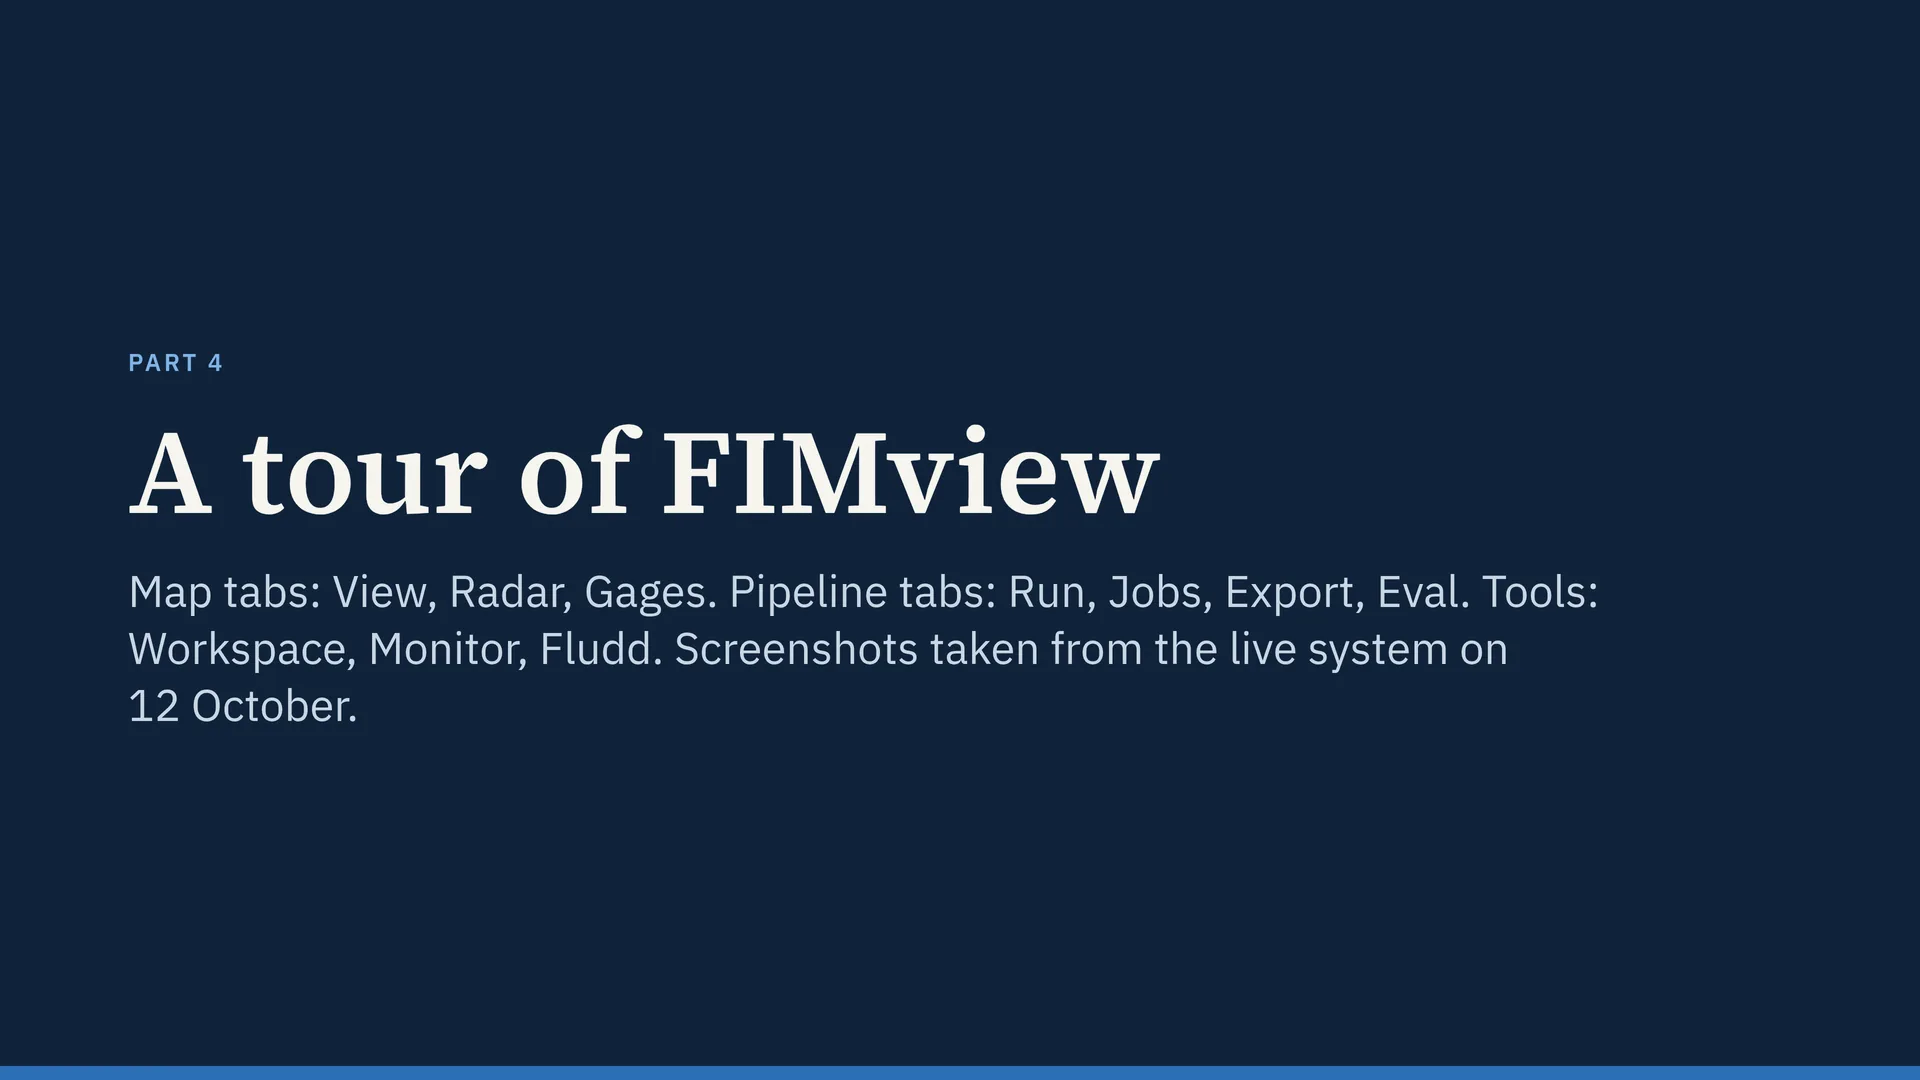 PART 4
A tour of FIMview
Map tabs: View, Radar, Gages. Pipeline tabs: Run, Jobs, Export, Eval. Tools:
Workspace, Monitor, Fludd. Screenshots taken from the live system on
12 October.